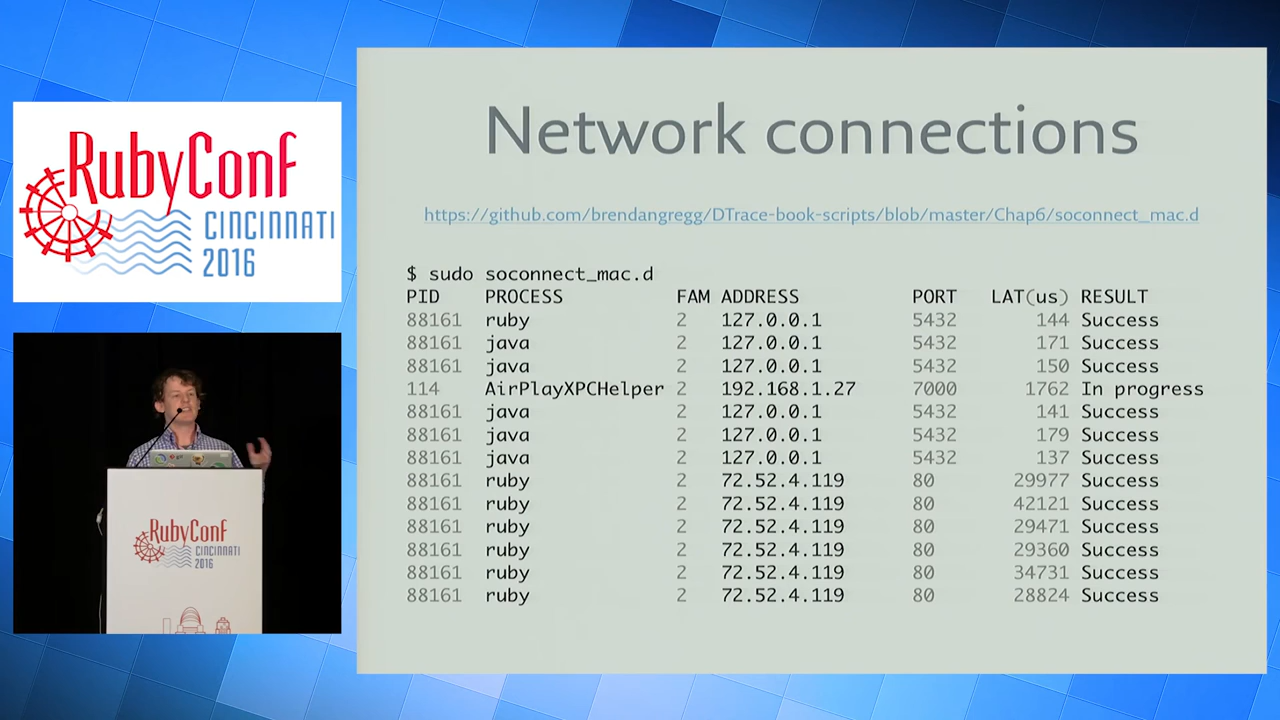 RubyConf
CINCINNATI
2016
Network connections
https://github.com/brendangregg/DTrace-book-scripts/blob/master/Chap6/soconnect_mac.d
$ sudo soconnect_mac.d
PID PROCESS FAM ADDRESS PORT LAT(us) RESULT
88161 ruby 2 127.0.0.1 5432 144 Success
88161 java 2 127.0.0.1 5432 171 Success
88161 java 2 127.0.0.1 5432 150 Success
114 AirPlayXPCHelper 2 192.168.1.27 7000 1762 In progress
88161 java 2 127.0.0.1 5432 141 Success
88161 java 2 127.0.0.1 5432 179 Success
88161 java 2 127.0.0.1 5432 137 Success
88161 ruby 2 72.52.4.119 80 29977 Success
88161 ruby 2 72.52.4.119 80 42121 Success
88161 ruby 2 72.52.4.119 80 29471 Success
88161 ruby 2 72.52.4.119 80 29360 Success
88161 ruby 2 72.52.4.119 80 34731 Success
88161 ruby 2 72.52.4.119 80 28824 Success
RubyConf
CINCINNATI
2016